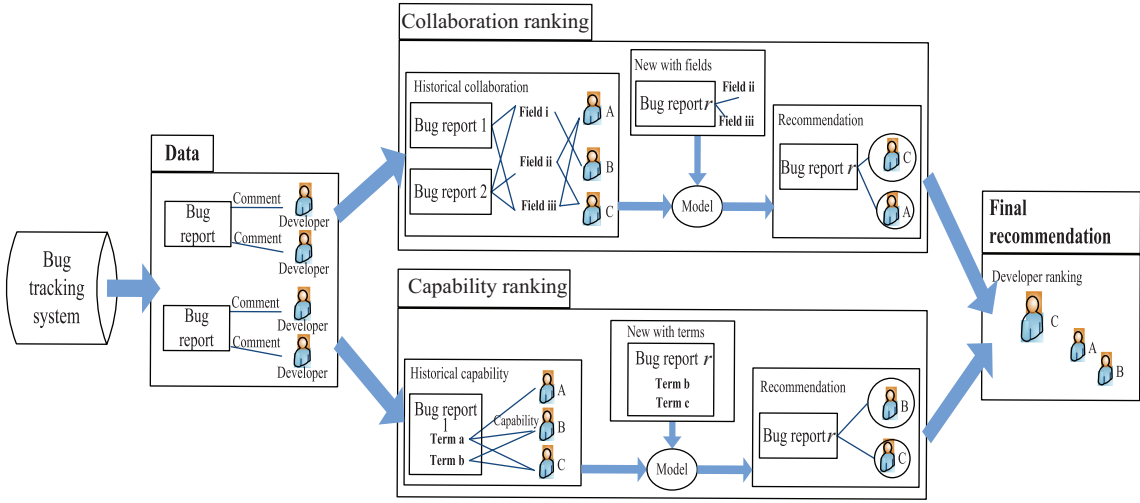 Bug
tracking
system
Data
Bug
report
Comment
Developer
Comment
Developer
Bug
report
Comment
Developer
Comment
Developer
Collaboration ranking
Historical collaboration
Bug report 1
Bug report 2
Field i
Field ii
Field iii
A
B
C
New with fields
Bug report r
Field ii
Field iii
Model
Recommendation
Bug report r
C
A
Capability ranking
Historical capability
Bug report
1
Term a
Term b
Capability
A
B
C
New with terms
Bug report r
Term b
Term c
Model
Recommendation
Bug report r
B
C
Final
recommendation
Developer ranking
C
A
B